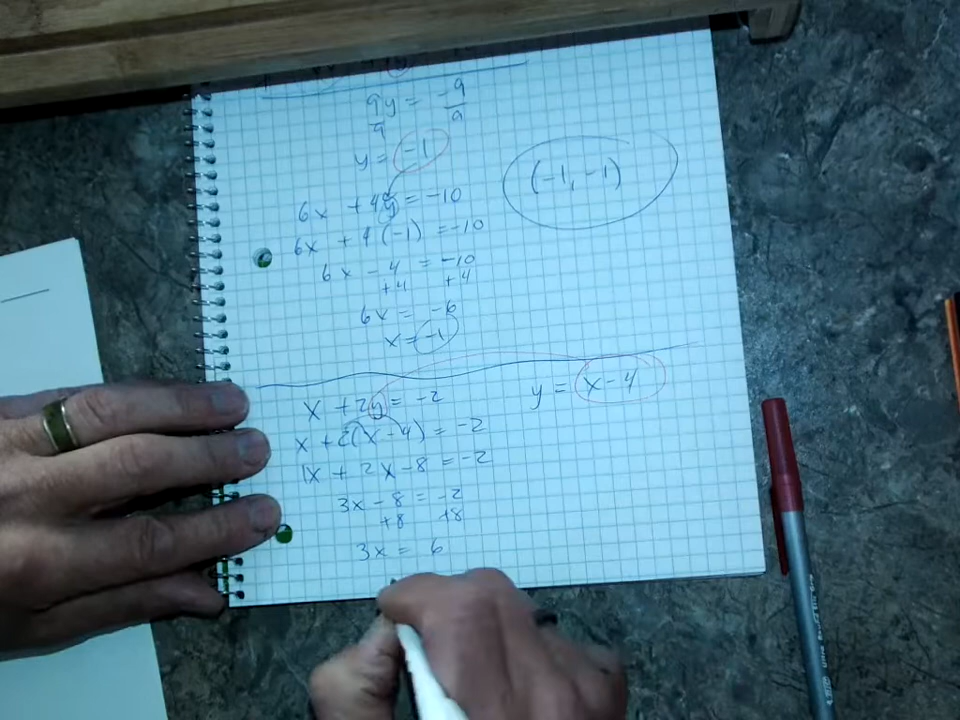 9y = -9
9 9
y = -1
6x + 4y = -10
(-1, -1)
6x + 4(-1) = -10
6x - 4 = -10
+4 +4
6x = -6
x = -1
x + 2y = -2
y = x-4
x + 2(x-4) = -2
1x + 2x - 8 = -2
3x - 8 = -2
+8 +8
3x = 6